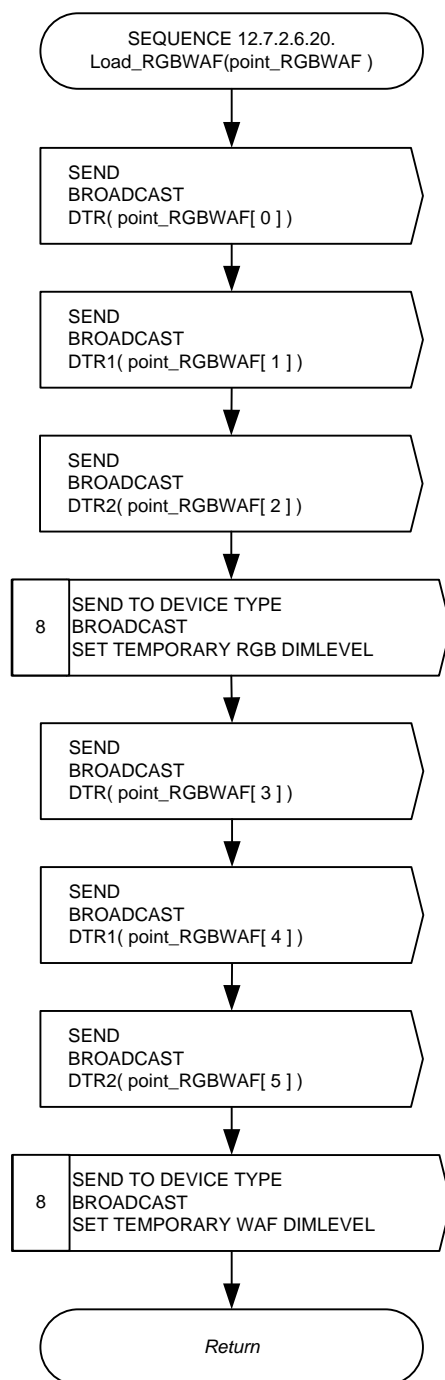 SEQUENCE 12.7.2.6.20.
Load_RGBWAF(point_RGBWAF )
SEND
BROADCAST
DTR( point_RGBWAF[ 0 ] )
SEND
BROADCAST
DTR1( point_RGBWAF[ 1 ] )
SEND
BROADCAST
DTR2( point_RGBWAF[ 2 ] )
8
SEND TO DEVICE TYPE
BROADCAST
SET TEMPORARY RGB DIMLEVEL
SEND
BROADCAST
DTR( point_RGBWAF[ 3 ] )
SEND
BROADCAST
DTR1( point_RGBWAF[ 4 ] )
SEND
BROADCAST
DTR2( point_RGBWAF[ 5 ] )
8
SEND TO DEVICE TYPE
BROADCAST
SET TEMPORARY WAF DIMLEVEL
Return